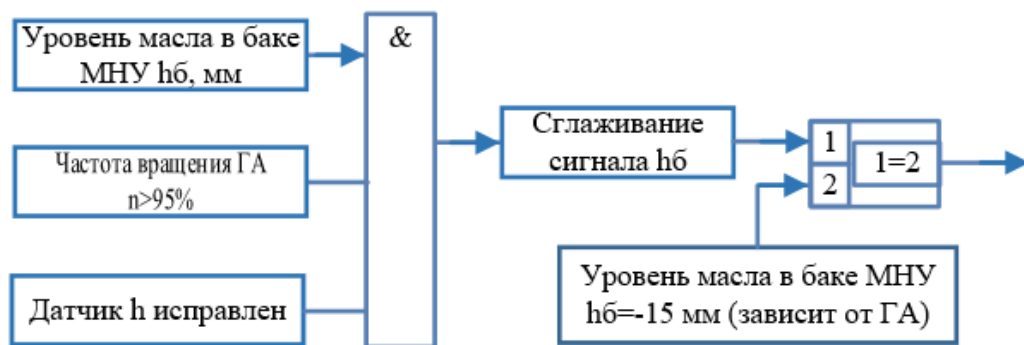 Уровень масла в баке
МНУ hб, мм
&
Частота вращения ГА
n>95%
Датчик h исправлен
Сглаживание
сигнала hб
1
2
1=2
Уровень масла в баке МНУ
hб=-15 мм (зависит от ГА)